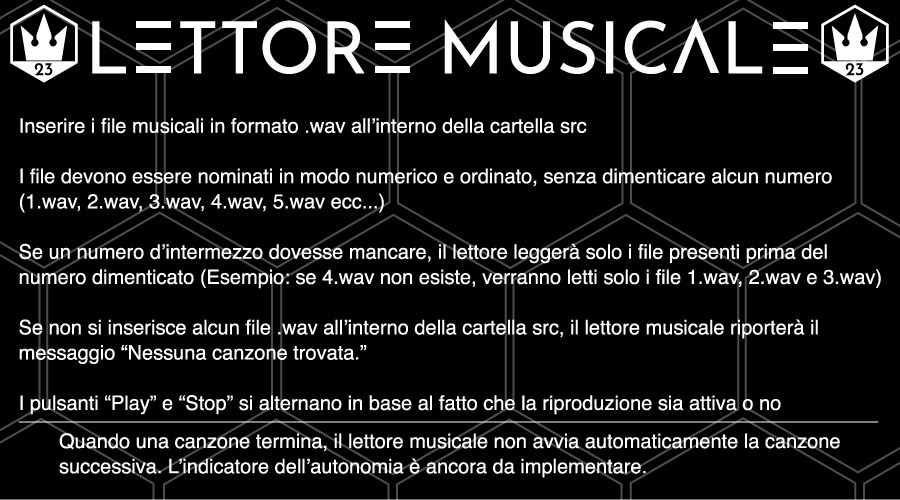 23 LETTORE MUSICALE 23
Inserire i file musicali in formato .wav all’interno della cartella src
I file devono essere nominati in modo numerico e ordinato, senza dimenticare alcun numero
(1.wav, 2.wav, 3.wav, 4.wav, 5.wav ecc...)
Se un numero d’intermezzo dovesse mancare, il lettore leggerà solo i file presenti prima del
numero dimenticato (Esempio: se 4.wav non esiste, verranno letti solo i file 1.wav, 2.wav e 3.wav)
Se non si inserisce alcun file .wav all’interno della cartella src, il lettore musicale riporterà il
messaggio “Nessuna canzone trovata.”
I pulsanti “Play” e “Stop” si alternano in base al fatto che la riproduzione sia attiva o no
Quando una canzone termina, il lettore musicale non avvia automaticamente la canzone
successiva. L’indicatore dell’autonomia è ancora da implementare.